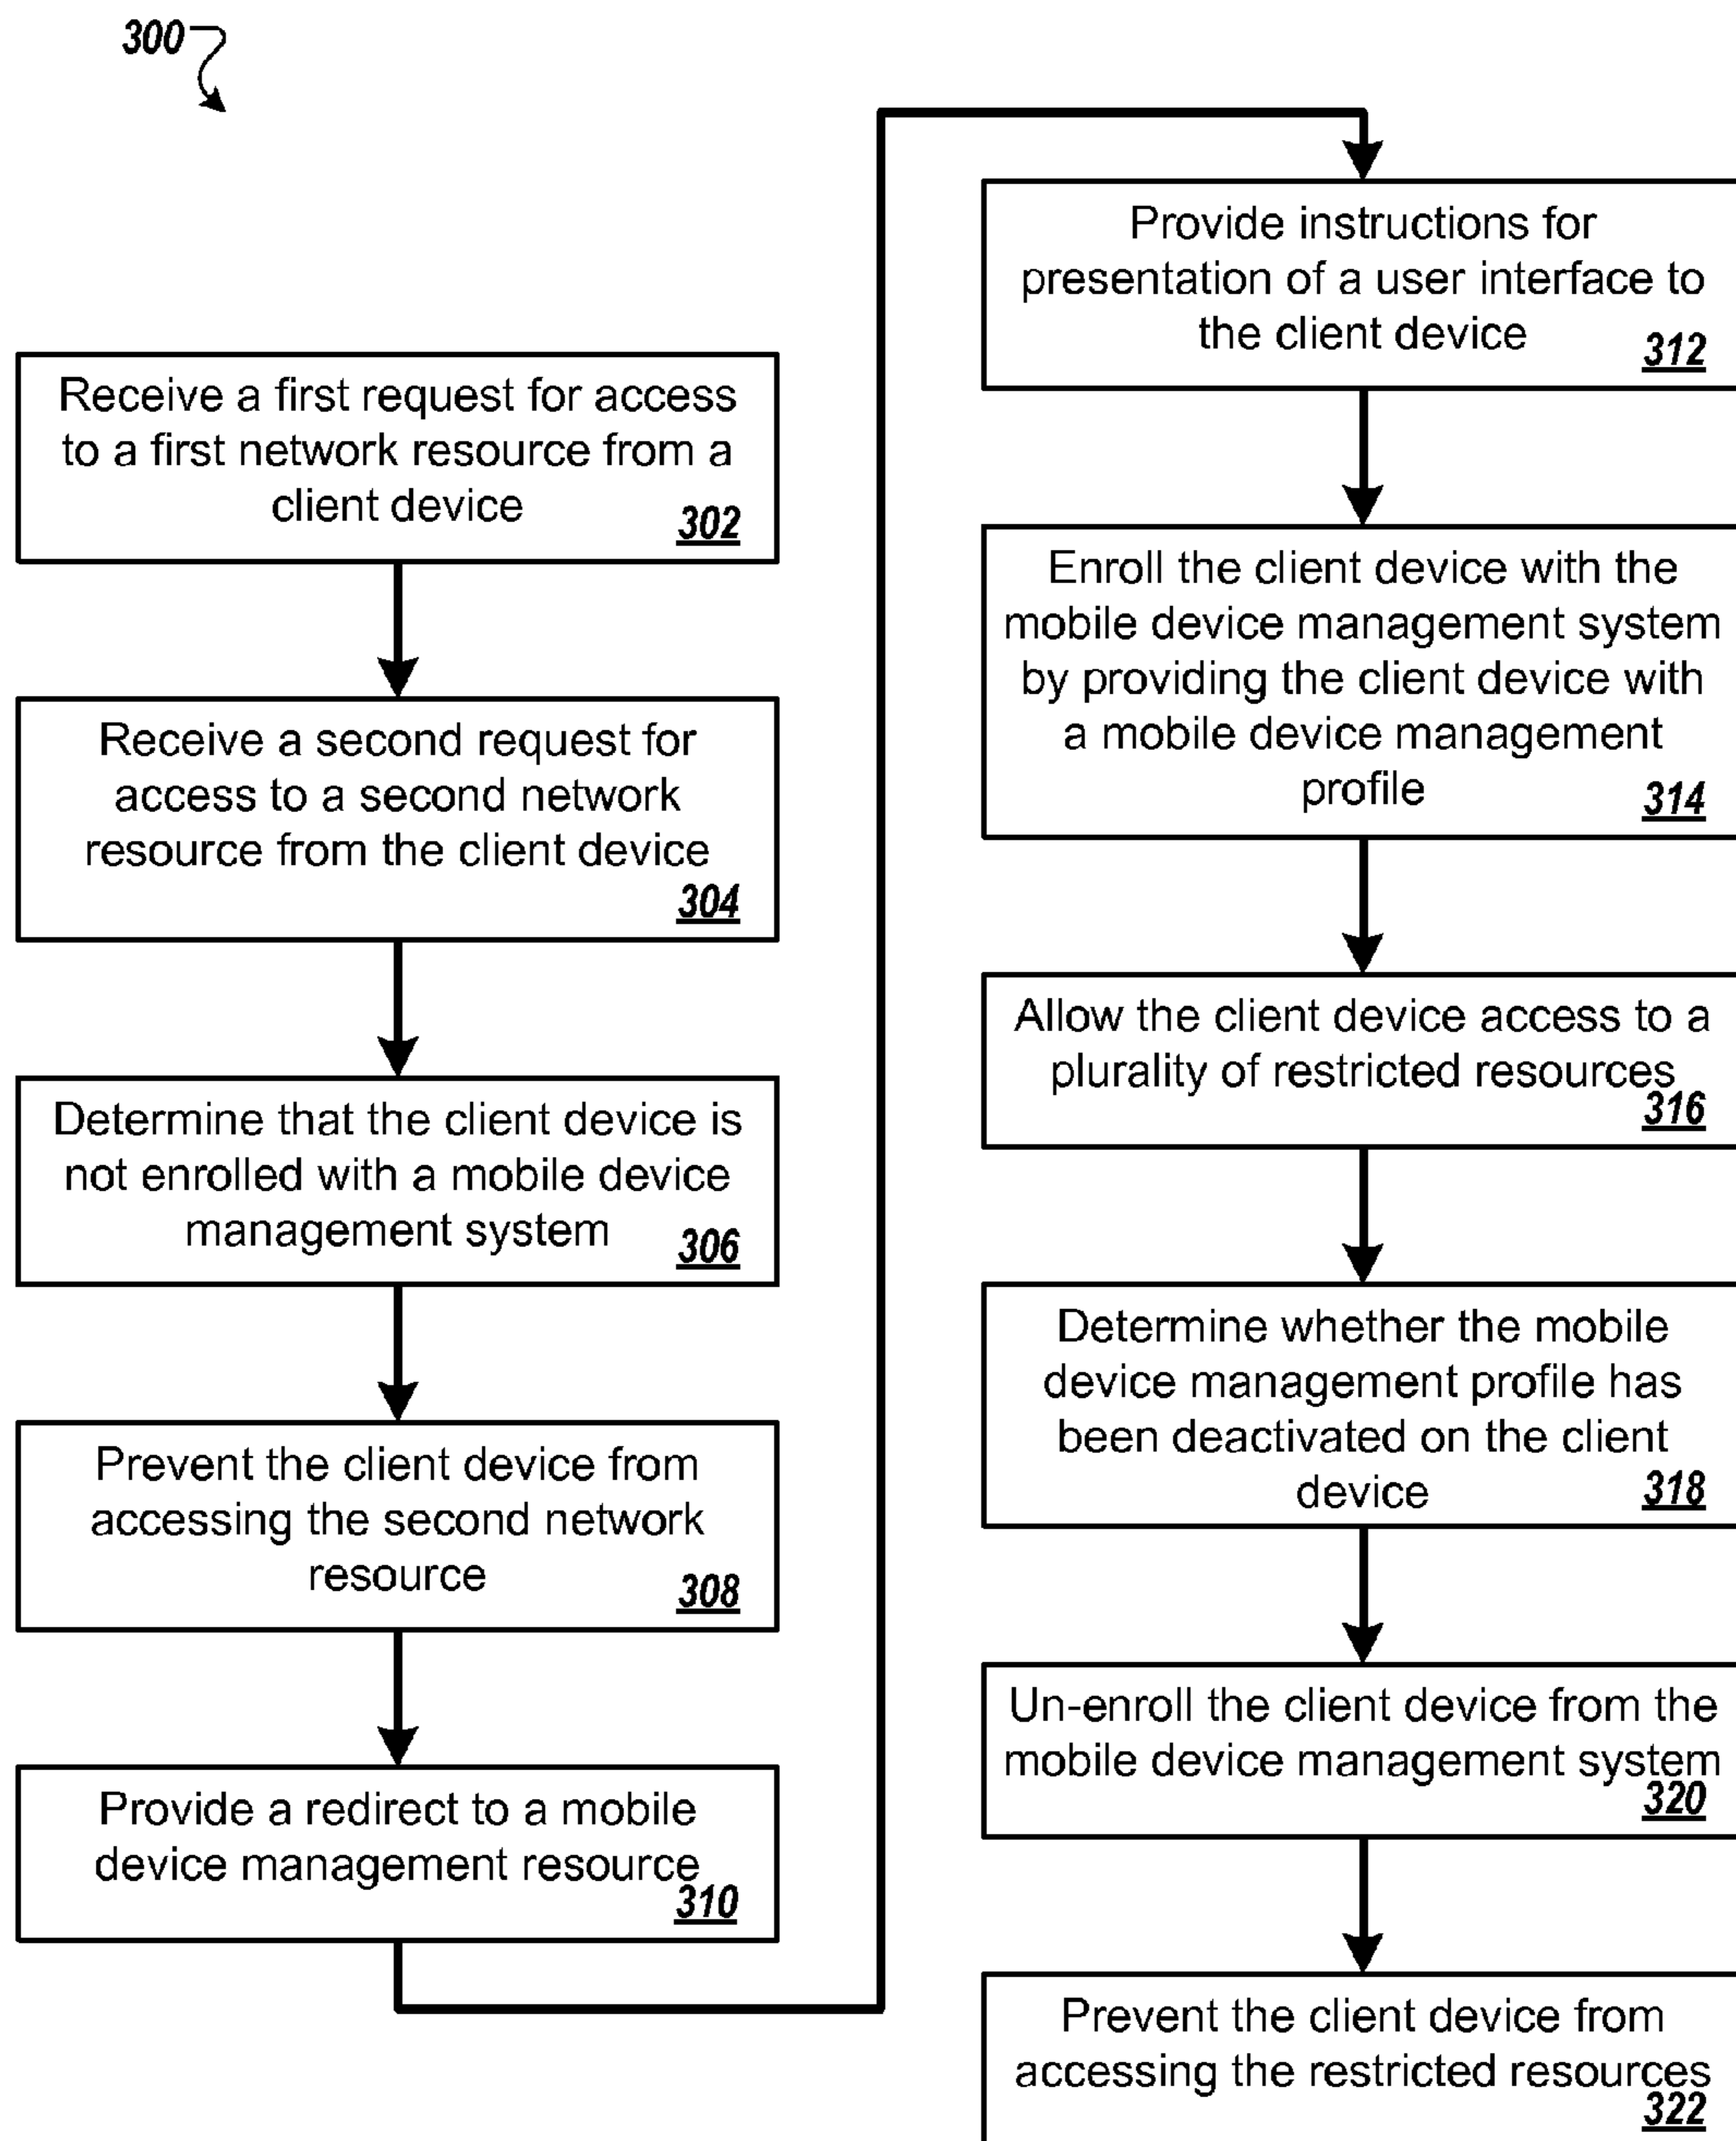 300
Receive a first request for access
to a first network resource from a
client device
302
Receive a second request for
access to a second network
resource from the client device
304
Determine that the client device is
not enrolled with a mobile device
management system
306
Prevent the client device from
accessing the second network
resource
308
Provide a redirect to a mobile
device management resource
310
Provide instructions for
presentation of a user interface to
the client device
312
Enroll the client device with the
mobile device management system
by providing the client device with
a mobile device management
profile
314
Allow the client device access to a
plurality of restricted resources
316
Determine whether the mobile
device management profile has
been deactivated on the client
device
318
Un-enroll the client device from the
mobile device management system
320
Prevent the client device from
accessing the restricted resources
322